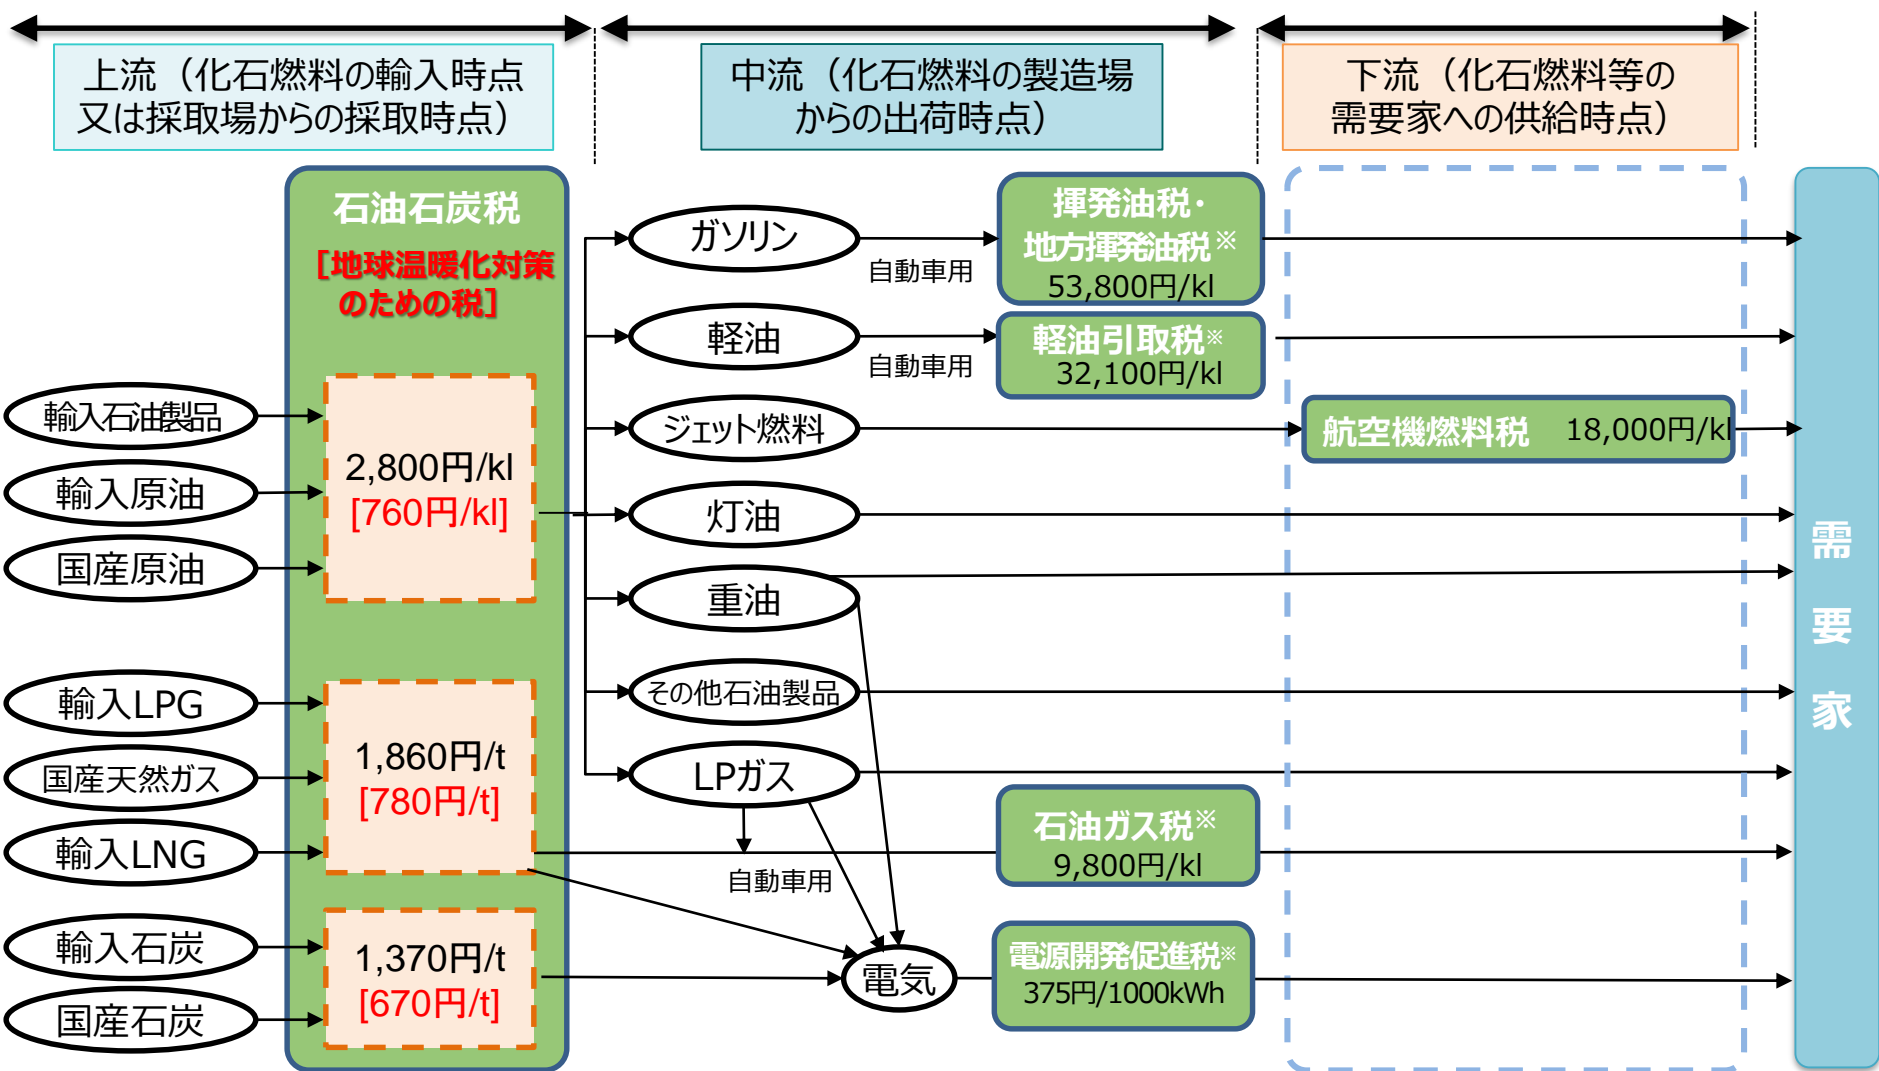 上流（化石燃料の輸入時点
又は採取場からの採取時点）
中流（化石燃料の製造場
からの出荷時点）
下流（化石燃料等の
需要家への供給時点）
石油石炭税
［地球温暖化対策
のための税］
輸入石油製品
輸入原油
国産原油
2,800円/kl
[760円/kl]
輸入LPG
国産天然ガス
輸入LNG
1,860円/t
[780円/t]
輸入石炭
国産石炭
1,370円/t
[670円/t]
ガソリン
自動車用
揮発油税・
地方揮発油税※
53,800円/kl
軽油
自動車用
軽油引取税※
32,100円/kl
ジェット燃料
航空機燃料税 18,000円/kl
灯油
重油
その他石油製品
LPガス
自動車用
石油ガス税※
9,800円/kl
電気
電源開発促進税※
375円/1000kWh
需
要
家